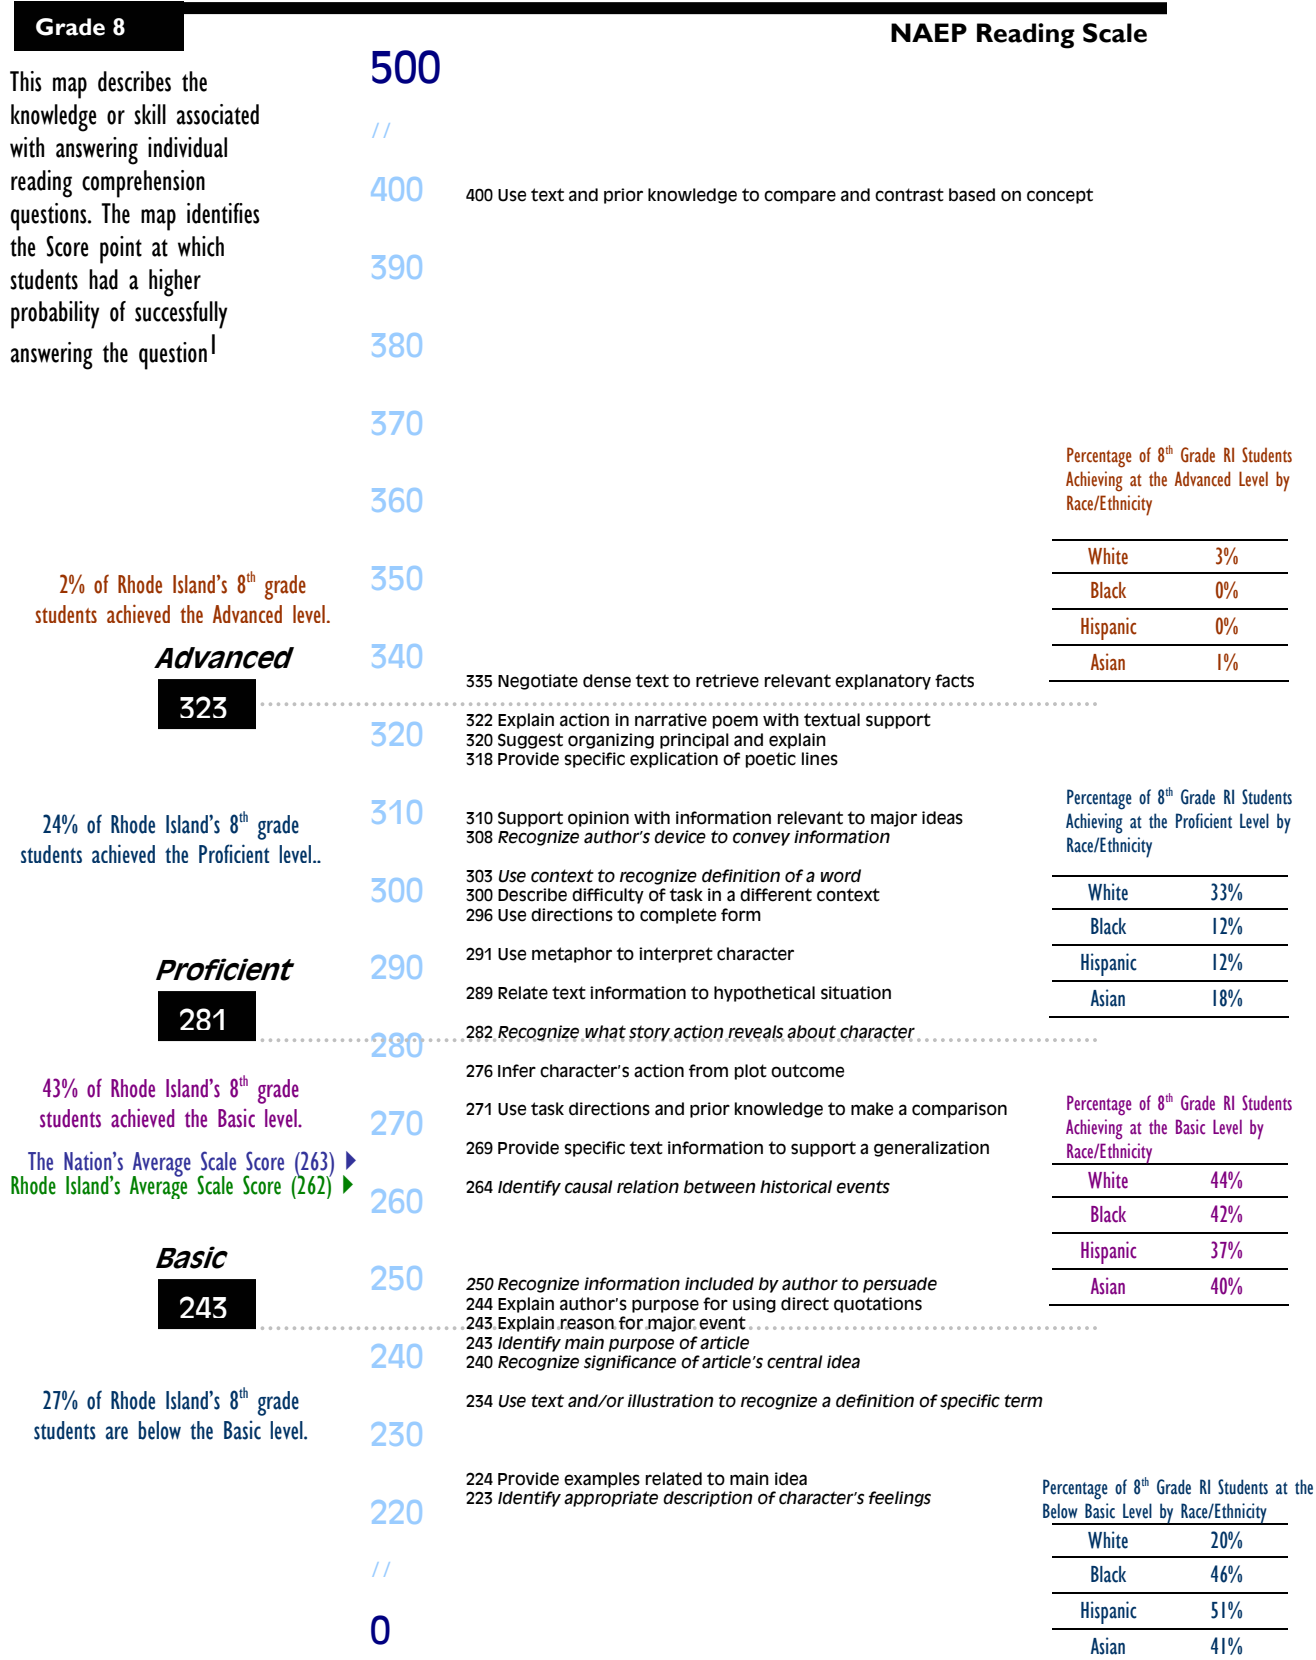 Grade 8
NAEP Reading Scale
This map describes the
knowledge or skill associated
with answering individual
reading comprehension
questions. The map identifies
the Score point at which
students had a higher
probability of successfully
answering the question1
500
//
400
400 Use text and prior knowledge to compare and contrast based on concept
390
380
370
360
Percentage of 8th Grade RI Students
Achieving at the Advanced Level by
Race/Ethnicity
White 3%
Black 0%
Hispanic 0%
Asian 1%
350
2% of Rhode Island's 8th grade
students achieved the Advanced level.
340
Advanced
323
335 Negotiate dense text to retrieve relevant explanatory facts
320
322 Explain action in narrative poem with textual support
320 Suggest organizing principal and explain
318 Provide specific explication of poetic lines
310
310 Support opinion with information relevant to major ideas
308 Recognize author's device to convey information
24% of Rhode Island's 8th grade
students achieved the Proficient level..
Percentage of 8th Grade RI Students
Achieving at the Proficient Level by
Race/Ethnicity
White 33%
Black 12%
Hispanic 12%
Asian 18%
300
303 Use context to recognize definition of a word
300 Describe difficulty of task in a different context
296 Use directions to complete form
290
291 Use metaphor to interpret character
289 Relate text information to hypothetical situation
Proficient
281
280
282 Recognize what story action reveals about character
276 Infer character's action from plot outcome
43% of Rhode Island's 8th grade
students achieved the Basic level.
270
271 Use task directions and prior knowledge to make a comparison
269 Provide specific text information to support a generalization
Percentage of 8th Grade RI Students
Achieving at the Basic Level by
Race/Ethnicity
White 44%
Black 42%
Hispanic 37%
Asian 40%
The Nation's Average Scale Score (263)
Rhode Island's Average Scale Score (262)
260
264 Identify causal relation between historical events
Basic
243
250
250 Recognize information included by author to persuade
244 Explain author's purpose for using direct quotations
243 Explain reason for major event
243 Identify main purpose of article
240
240 Recognize significance of article's central idea
234 Use text and/or illustration to recognize a definition of specific term
27% of Rhode Island's 8th grade
students are below the Basic level.
230
224 Provide examples related to main idea
223 Identify appropriate description of character's feelings
220
//
0
Percentage of 8th Grade RI Students at the
Below Basic Level by Race/Ethnicity
White 20%
Black 46%
Hispanic 51%
Asian 41%